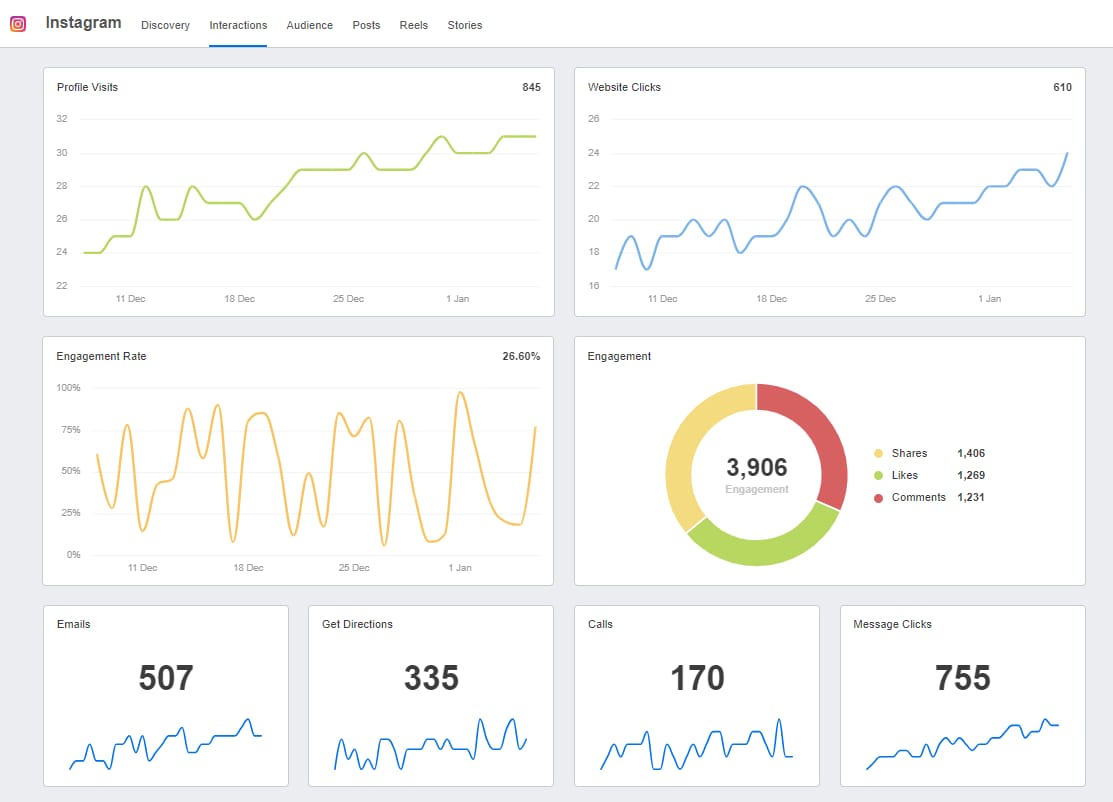 Instagram Discovery Interactions Audience Posts Reels Stories
Profile Visits 845
32
30
28
26
24
22
11 Dec 18 Dec 25 Dec 1 Jan
Website Clicks 610
26
24
22
20
18
16
11 Dec 18 Dec 25 Dec 1 Jan
Engagement Rate 26.60%
100%
75%
50%
25%
0%
11 Dec 18 Dec 25 Dec 1 Jan
Engagement
3,906
Engagement
Shares 1,406
Likes 1,269
Comments 1,231
Emails
507
Get Directions
335
Calls
170
Message Clicks
755